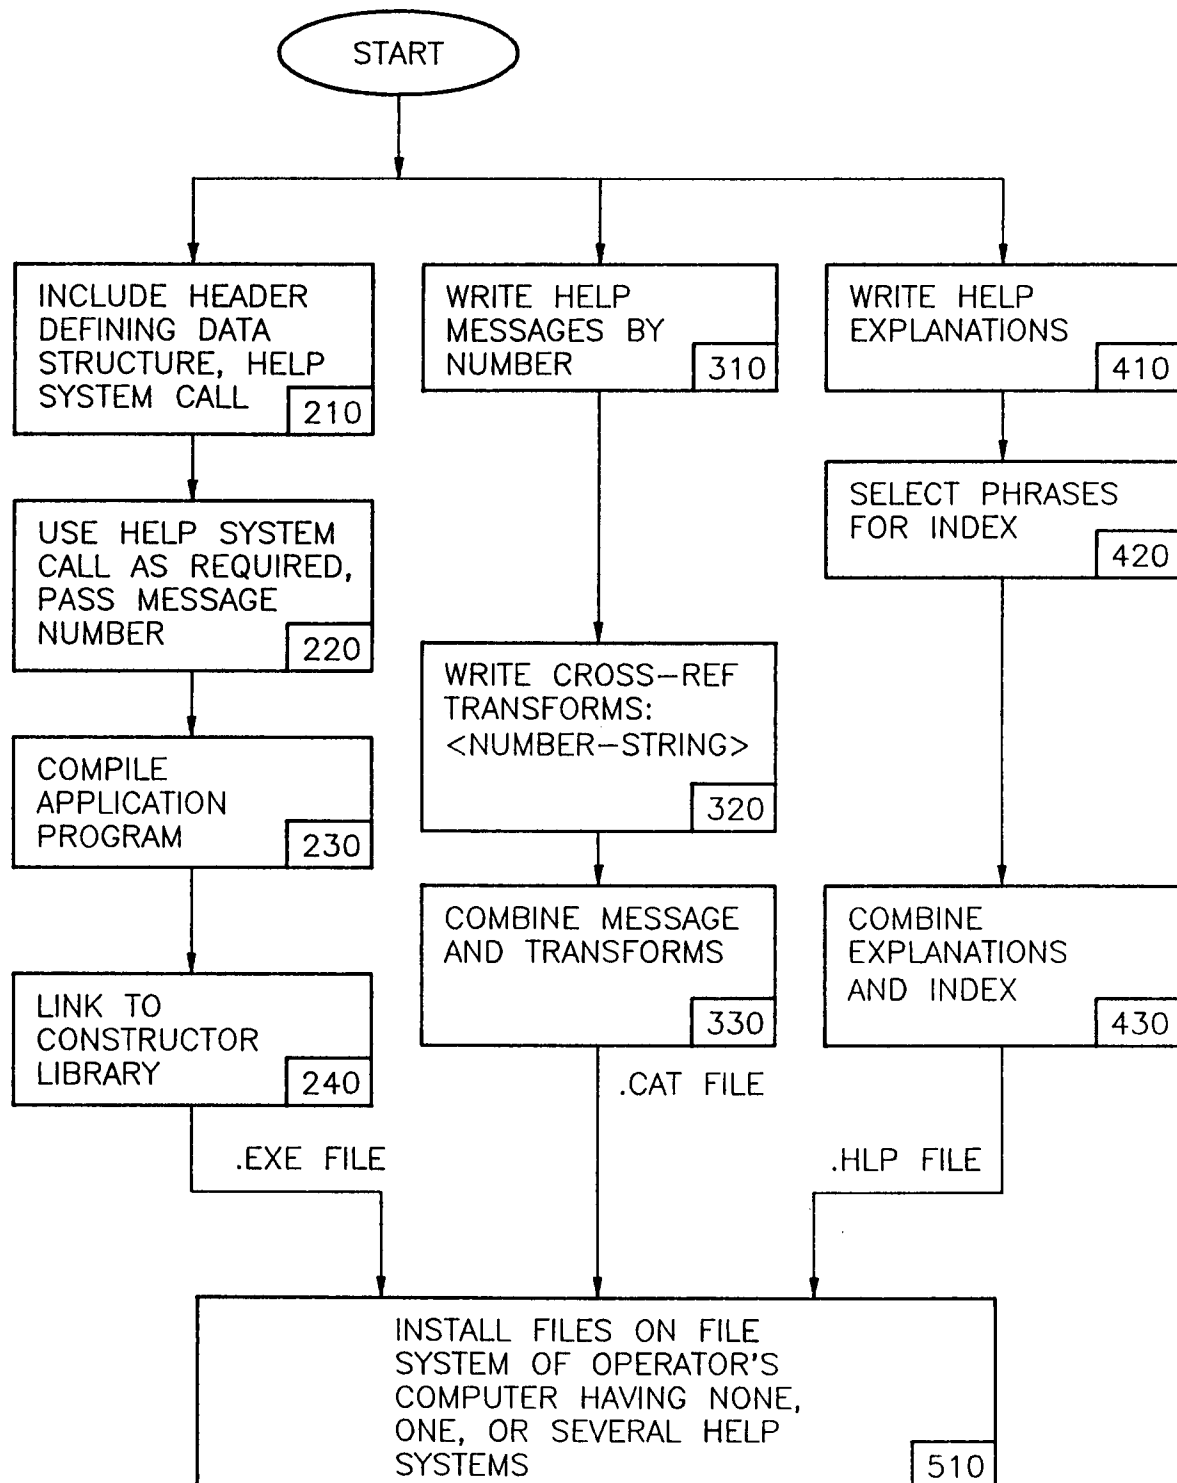 START
INCLUDE HEADER
DEFINING DATA
STRUCTURE, HELP
SYSTEM CALL
210
USE HELP SYSTEM
CALL AS REQUIRED,
PASS MESSAGE
NUMBER
220
COMPILE
APPLICATION
PROGRAM
230
LINK TO
CONSTRUCTOR
LIBRARY
240
.EXE FILE
WRITE HELP
MESSAGES BY
NUMBER
310
WRITE CROSS-REF
TRANSFORMS:
<NUMBER-STRING>
320
COMBINE MESSAGE
AND TRANSFORMS
330
.CAT FILE
WRITE HELP
EXPLANATIONS
410
SELECT PHRASES
FOR INDEX
420
COMBINE
EXPLANATIONS
AND INDEX
430
.HLP FILE
INSTALL FILES ON FILE
SYSTEM OF OPERATOR'S
COMPUTER HAVING NONE,
ONE, OR SEVERAL HELP
SYSTEMS
510